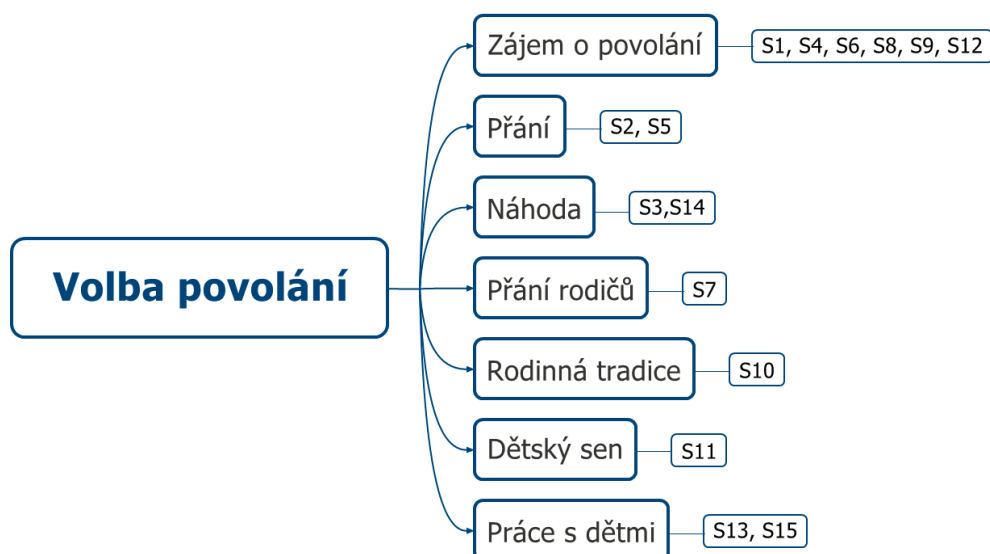 Volba povolání
Zájem o povolání
S1, S4, S6, S8, S9, S12
Přání
S2, S5
Náhoda
S3,S14
Přání rodičů
S7
Rodinná tradice
S10
Dětský sen
S11
Práce s dětmi
S13, S15